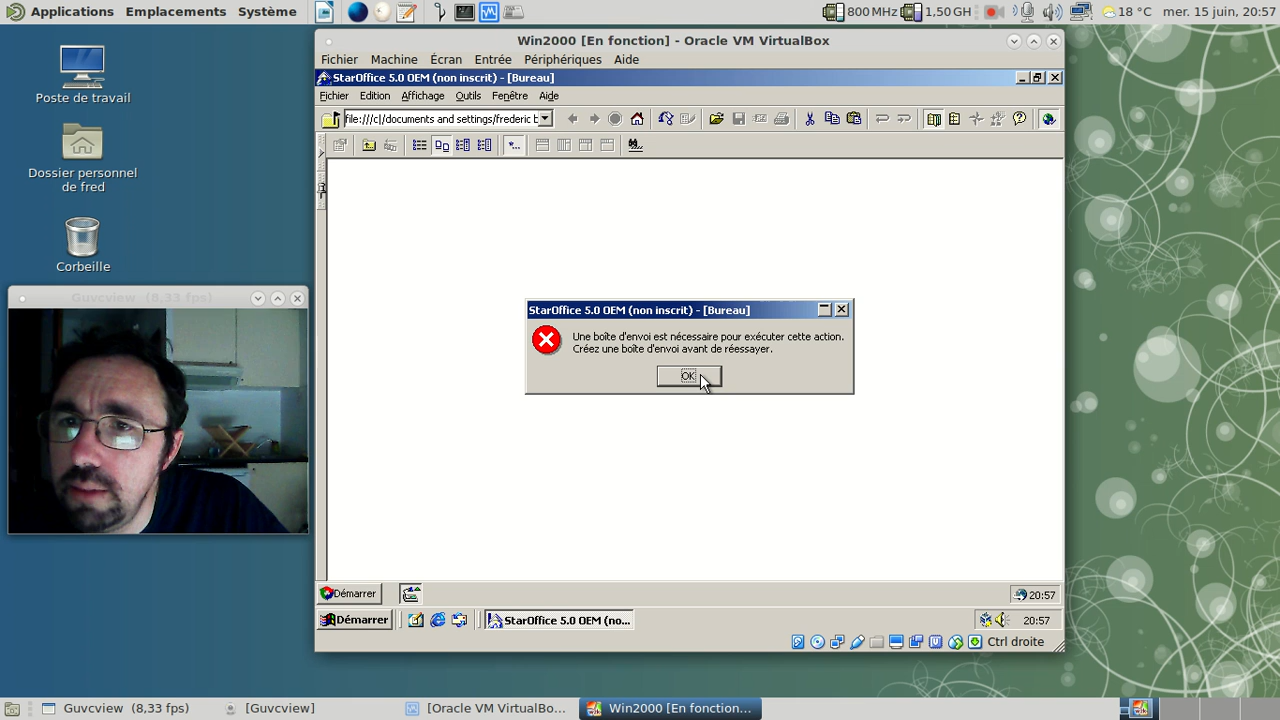 Applications Emplacements Système
800 MHz 1,50 GH 18 °C mer. 15 juin, 20:57
Poste de travail
Dossier personnel
de fred
Corbeille
Guvcview (8,33 fps)
Win2000 [En fonction] - Oracle VM VirtualBox
Fichier Machine Écran Entrée Périphériques Aide
StarOffice 5.0 OEM (non inscrit) - [Bureau]
Fichier Edition Affichage Outils Fenêtre Aide
file:///c|/documents and settings/frederic b
StarOffice 5.0 OEM (non inscrit) - [Bureau]
Une boîte d'envoi est nécessaire pour exécuter cette action.
Créez une boîte d'envoi avant de réessayer.
OK
Démarrer 20:57
Démarrer StarOffice 5.0 OEM (no... 20:57
Ctrl droite
Guvcview (8,33 fps) [Guvcview] [Oracle VM VirtualBo... Win2000 [En fonction...